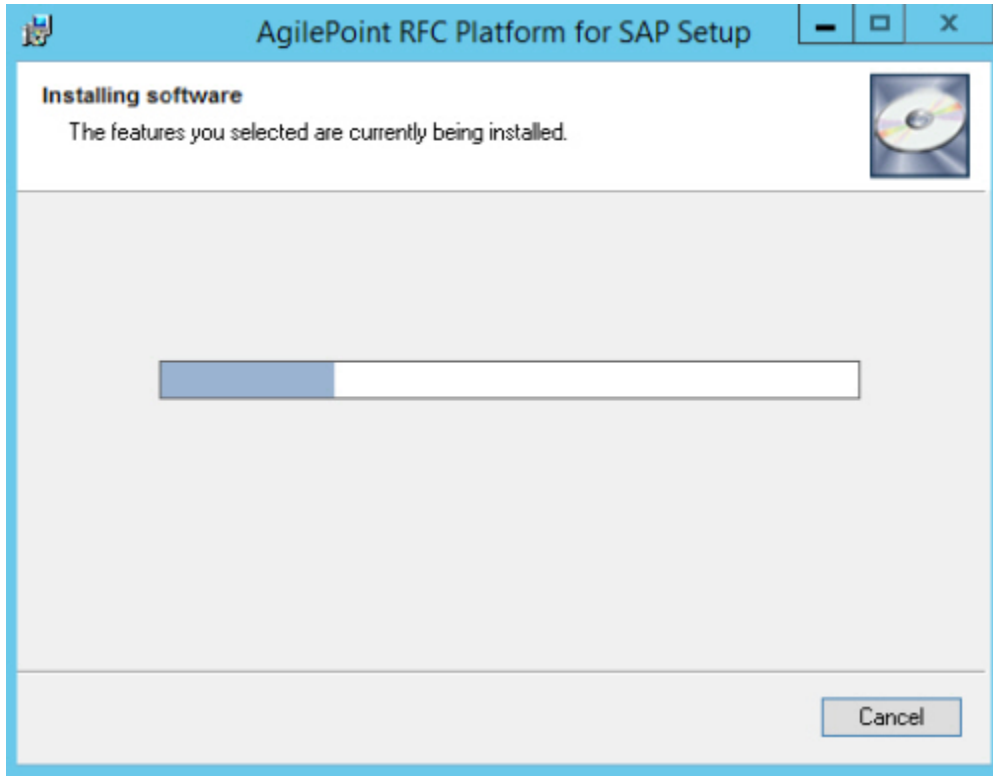 AgilePoint RFC Platform for SAP Setup
Installing software
The features you selected are currently being installed.
Cancel